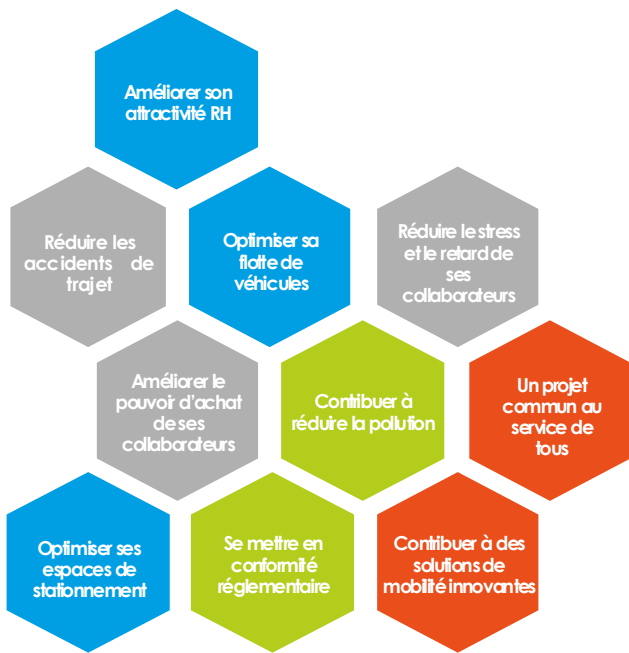 Améliorer son
attractivité RH
Réduire les
accidents de
trajet
Optimiser sa
flotte de
véhicules
Réduire le stress
et le retard de
ses
collaborateurs
Améliorer le
pouvoir d'achat
de ses
collaborateurs
Contribuer à
réduire la pollution
Un projet
commun au
service de
tous
Optimiser ses
espaces de
stationnement
Se mettre en
conformité
réglementaire
Contribuer à des
solutions de
mobilité innovantes